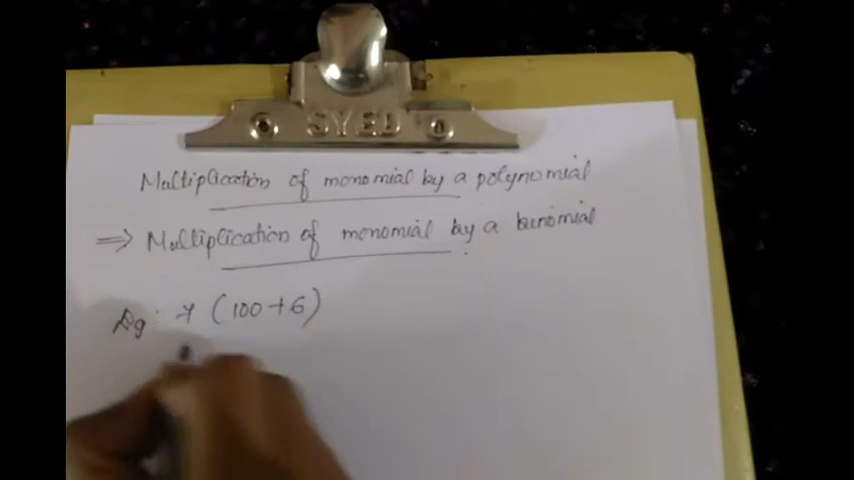 SYED
Multiplication of monomial by a polynomial
⇒ Multiplication of monomial by a binomial.
Eg: 7 (100+6)